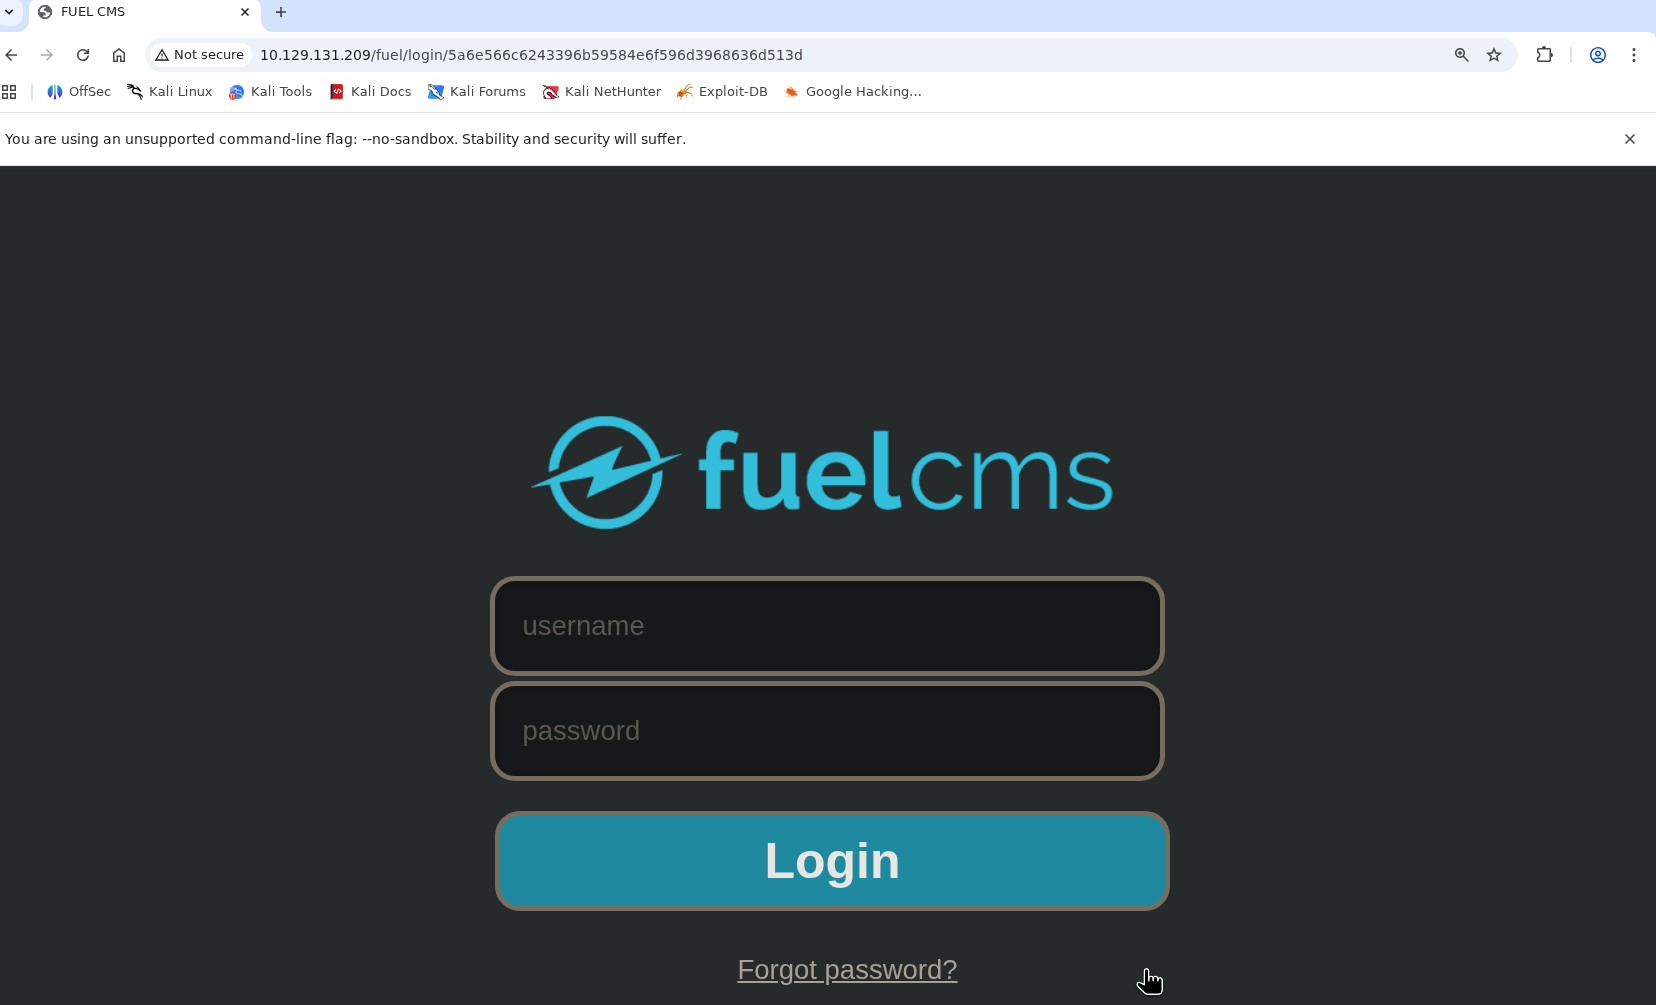 FUEL CMS
Not secure 10.129.131.209/fuel/login/5a6e566c6243396b59584e6f596d3968636d513d
OffSec Kali Linux Kali Tools Kali Docs Kali Forums Kali NetHunter Exploit-DB Google Hacking...
You are using an unsupported command-line flag: --no-sandbox. Stability and security will suffer.
fuelcms
username
password
Login
Forgot password?